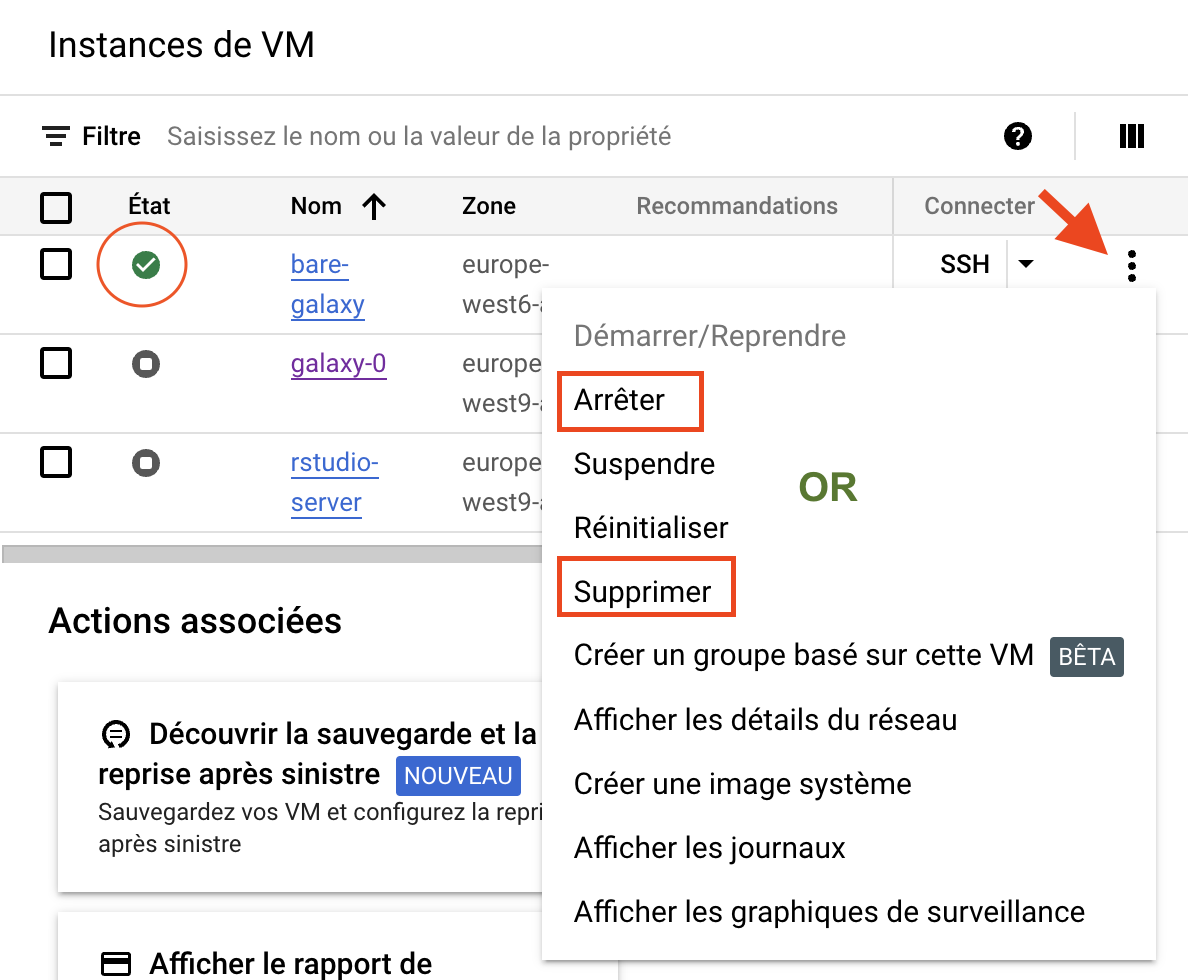 Instances de VM
Filtre Saisissez le nom ou la valeur de la propriété
État Nom Zone Recommandations Connecter
bare- europe- SSH
galaxy west6-
Démarrer/Reprendre
galaxy-0 europe
Arrêter
west9-
rstudio- europe Suspendre
OR
server west9-
Réinitialiser
Supprimer
Actions associées
Créer un groupe basé sur cette VM BÊTA
Afficher les détails du réseau
Découvrir la sauvegarde et la
reprise après sinistre NOUVEAU
Créer une image système
Sauvegardez vos VM et configurez la repri
après sinistre
Afficher les journaux
Afficher les graphiques de surveillance
Afficher le rapport de